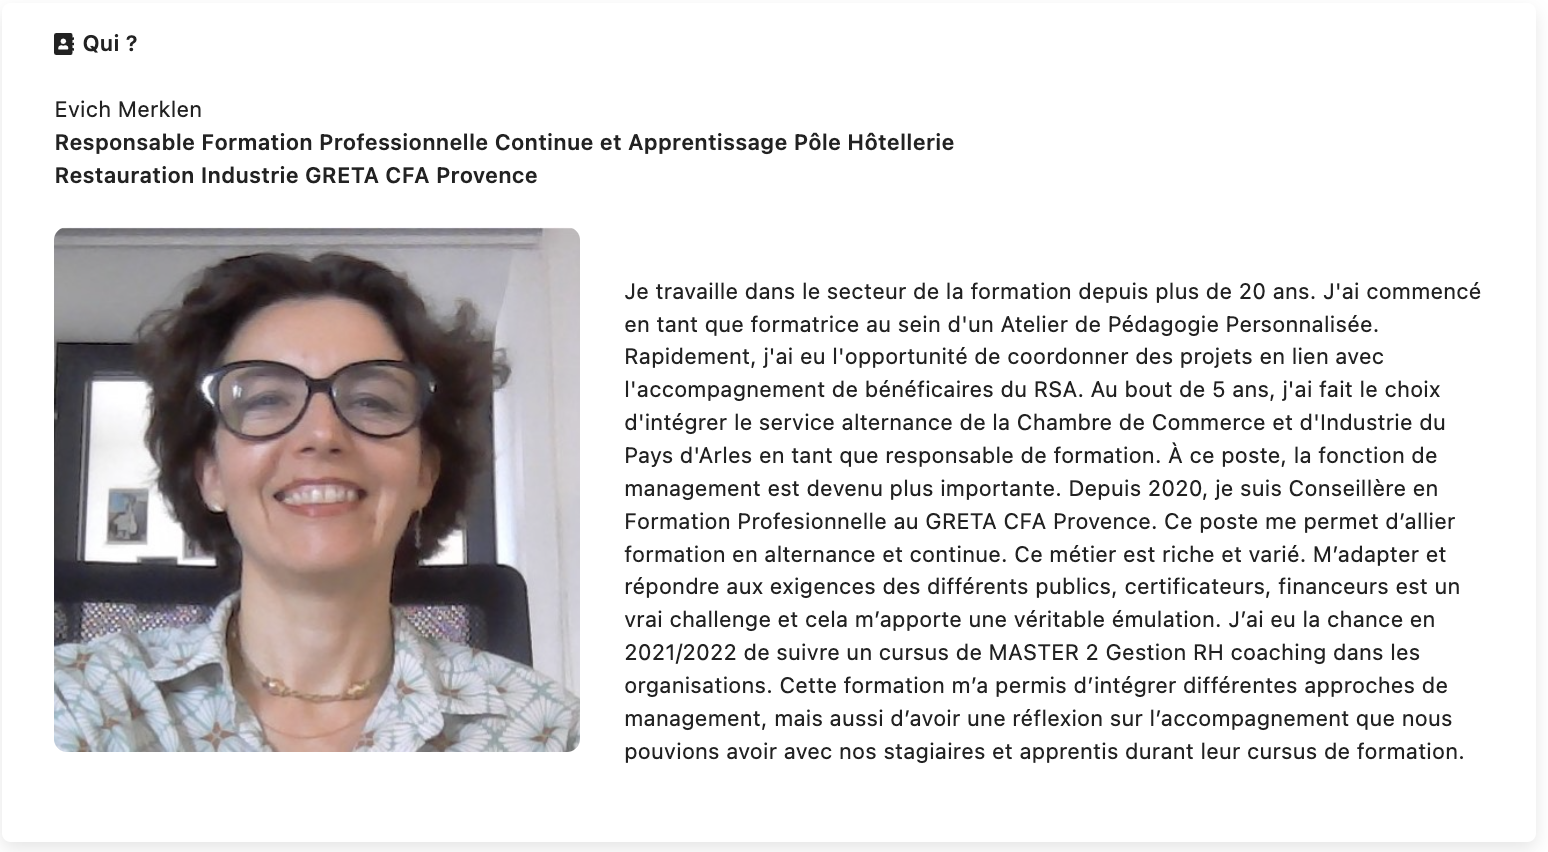 Qui ?
Evich Merklen
Responsable Formation Professionnelle Continue et Apprentissage Pôle Hôtellerie
Restauration Industrie GRETA CFA Provence
Je travaille dans le secteur de la formation depuis plus de 20 ans. J'ai commencé
en tant que formatrice au sein d'un Atelier de Pédagogie Personnalisée.
Rapidement, j'ai eu l'opportunité de coordonner des projets en lien avec
l'accompagnement de bénéficaires du RSA. Au bout de 5 ans, j'ai fait le choix
d'intégrer le service alternance de la Chambre de Commerce et d'Industrie du
Pays d'Arles en tant que responsable de formation. À ce poste, la fonction de
management est devenu plus importante. Depuis 2020, je suis Conseillère en
Formation Profesionnelle au GRETA CFA Provence. Ce poste me permet d’allier
formation en alternance et continue. Ce métier est riche et varié. M’adapter et
répondre aux exigences des différents publics, certificateurs, financeurs est un
vrai challenge et cela m’apporte une véritable émulation. J’ai eu la chance en
2021/2022 de suivre un cursus de MASTER 2 Gestion RH coaching dans les
organisations. Cette formation m’a permis d’intégrer différentes approches de
management, mais aussi d’avoir une réflexion sur l’accompagnement que nous
pouvions avoir avec nos stagiaires et apprentis durant leur cursus de formation.